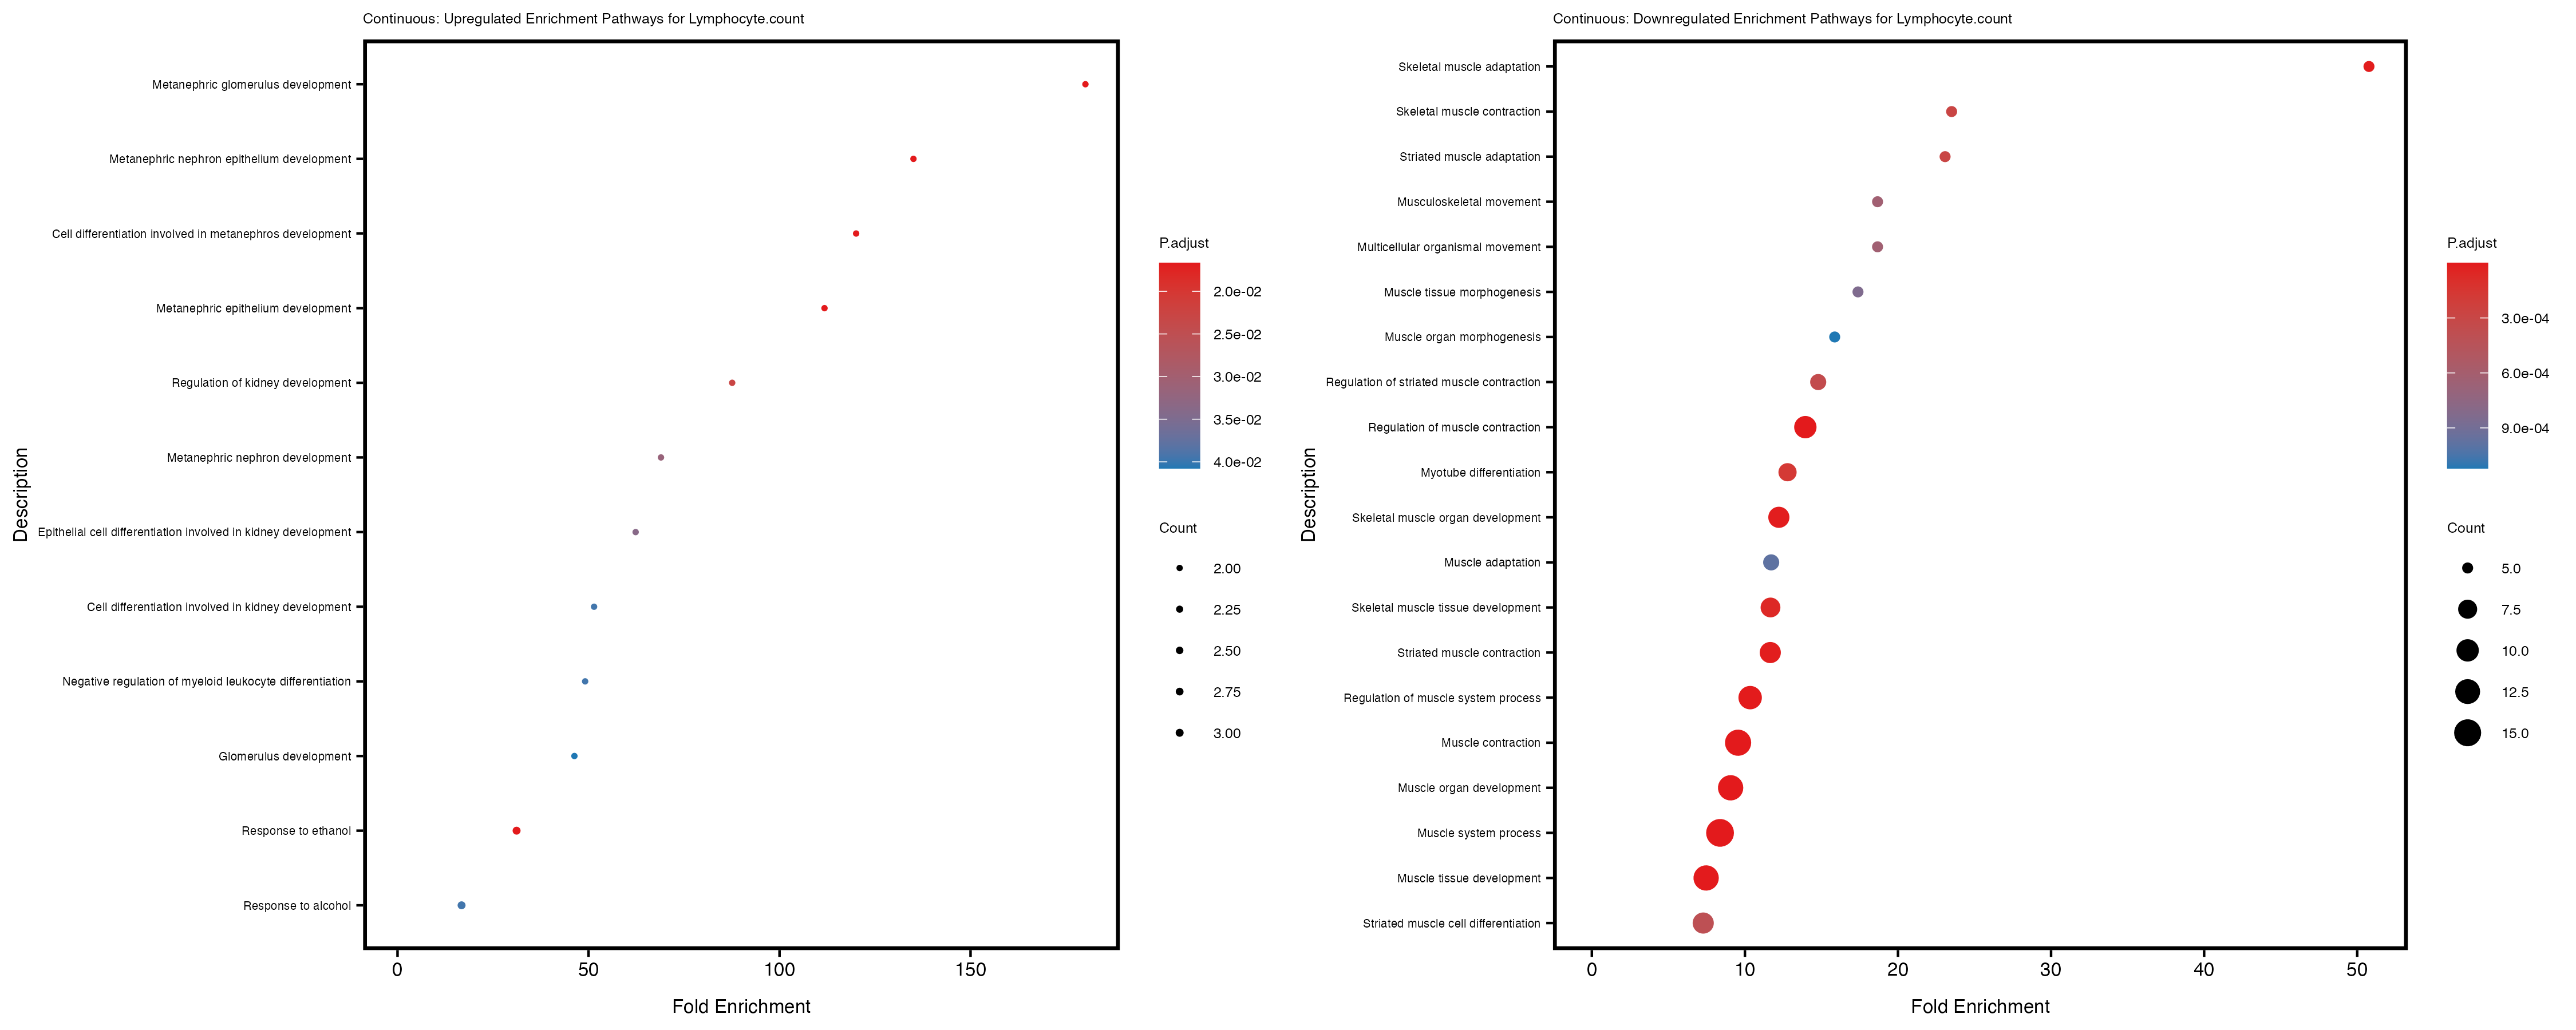 Continuous: Upregulated Enrichment Pathways for Lymphocyte.count
Description
Metanephric glomerulus development
Metanephric nephron epithelium development
Cell differentiation involved in metanephros development
Metanephric epithelium development
Regulation of kidney development
Metanephric nephron development
Epithelial cell differentiation involved in kidney development
Cell differentiation involved in kidney development
Negative regulation of myeloid leukocyte differentiation
Glomerulus development
Response to ethanol
Response to alcohol
0 50 100 150
Fold Enrichment
P.adjust
2.0e-02
2.5e-02
3.0e-02
3.5e-02
4.0e-02
Count
2.00
2.25
2.50
2.75
3.00
Continuous: Downregulated Enrichment Pathways for Lymphocyte.count
Description
Skeletal muscle adaptation
Skeletal muscle contraction
Striated muscle adaptation
Musculoskeletal movement
Multicellular organismal movement
Muscle tissue morphogenesis
Muscle organ morphogenesis
Regulation of striated muscle contraction
Regulation of muscle contraction
Myotube differentiation
Skeletal muscle organ development
Muscle adaptation
Skeletal muscle tissue development
Striated muscle contraction
Regulation of muscle system process
Muscle contraction
Muscle organ development
Muscle system process
Muscle tissue development
Striated muscle cell differentiation
0 10 20 30 40 50
Fold Enrichment
P.adjust
3.0e-04
6.0e-04
9.0e-04
Count
5.0
7.5
10.0
12.5
15.0